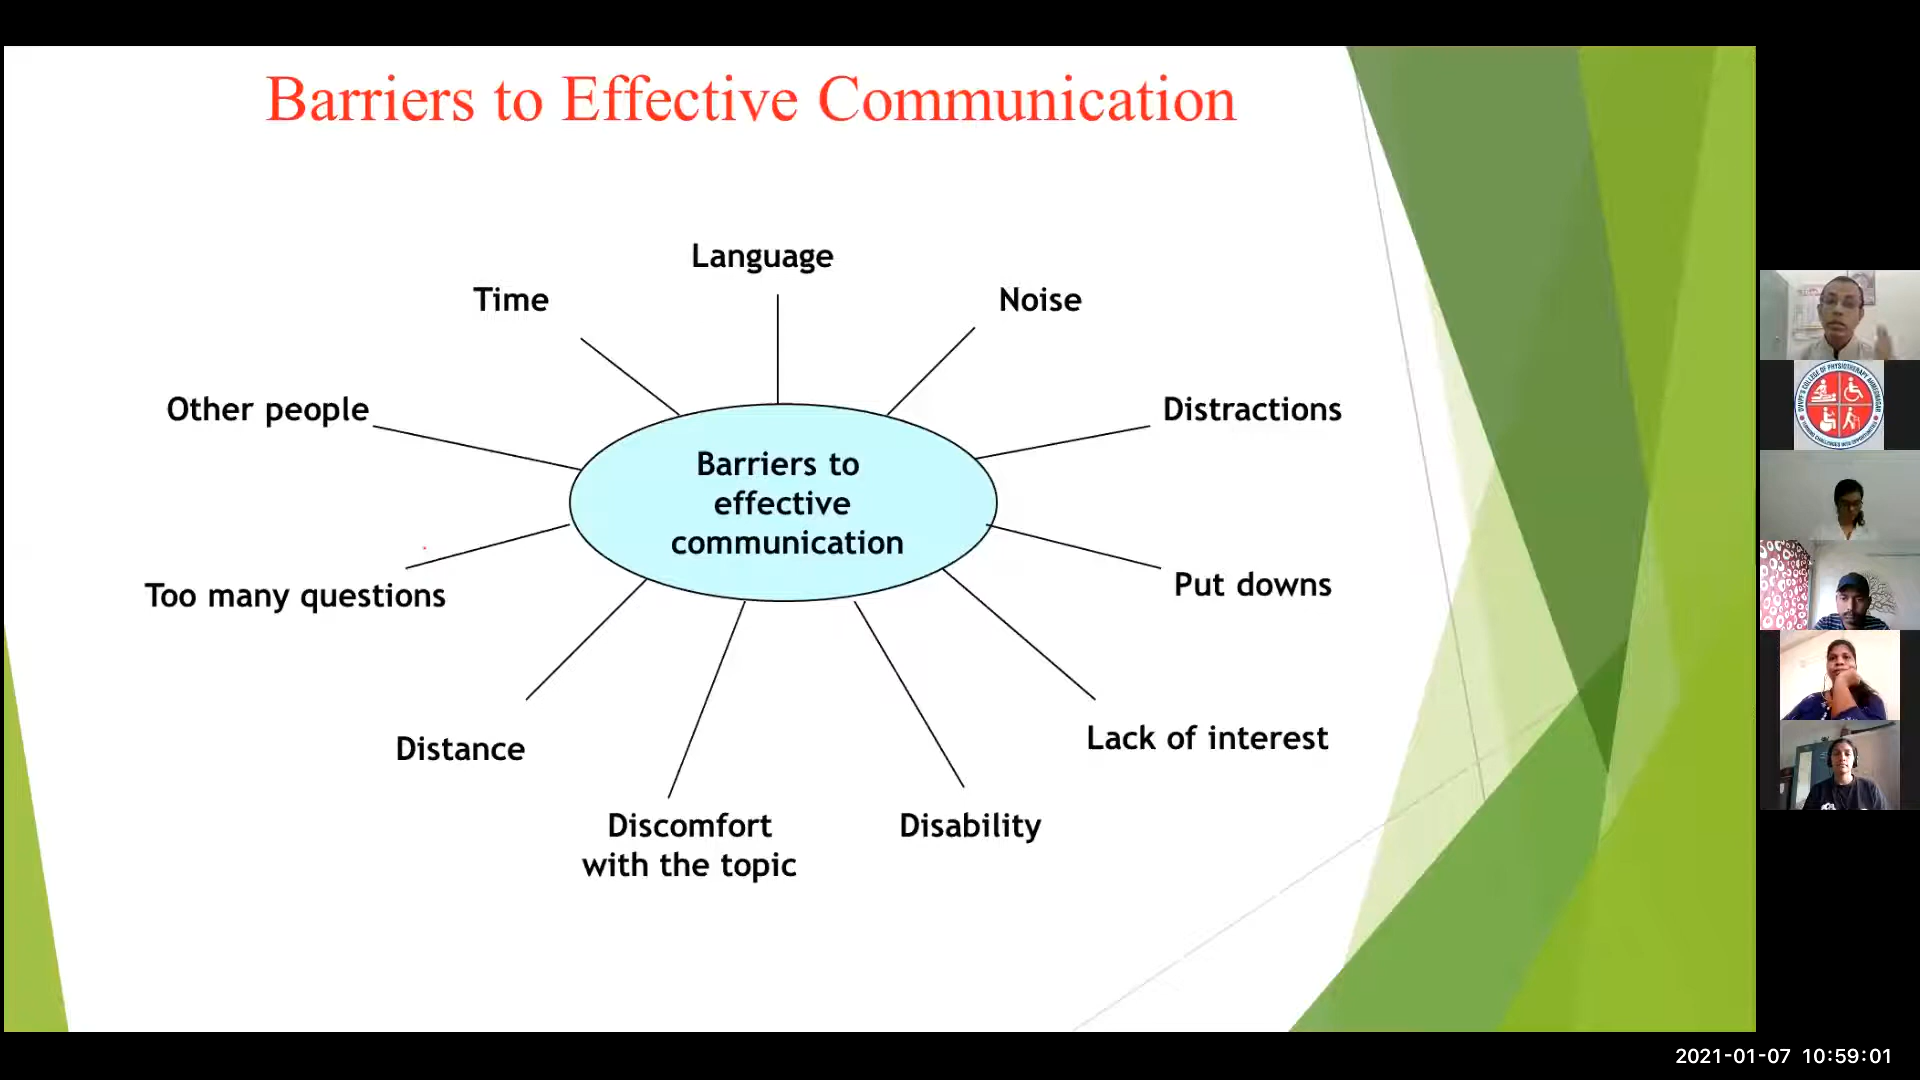 Barriers to Effective Communication
Language
Time
Noise
Other people
Distractions
Barriers to
effective
communication
Too many questions
Put downs
Distance
Lack of interest
Discomfort
with the topic
Disability
2021-01-07 10:59:01